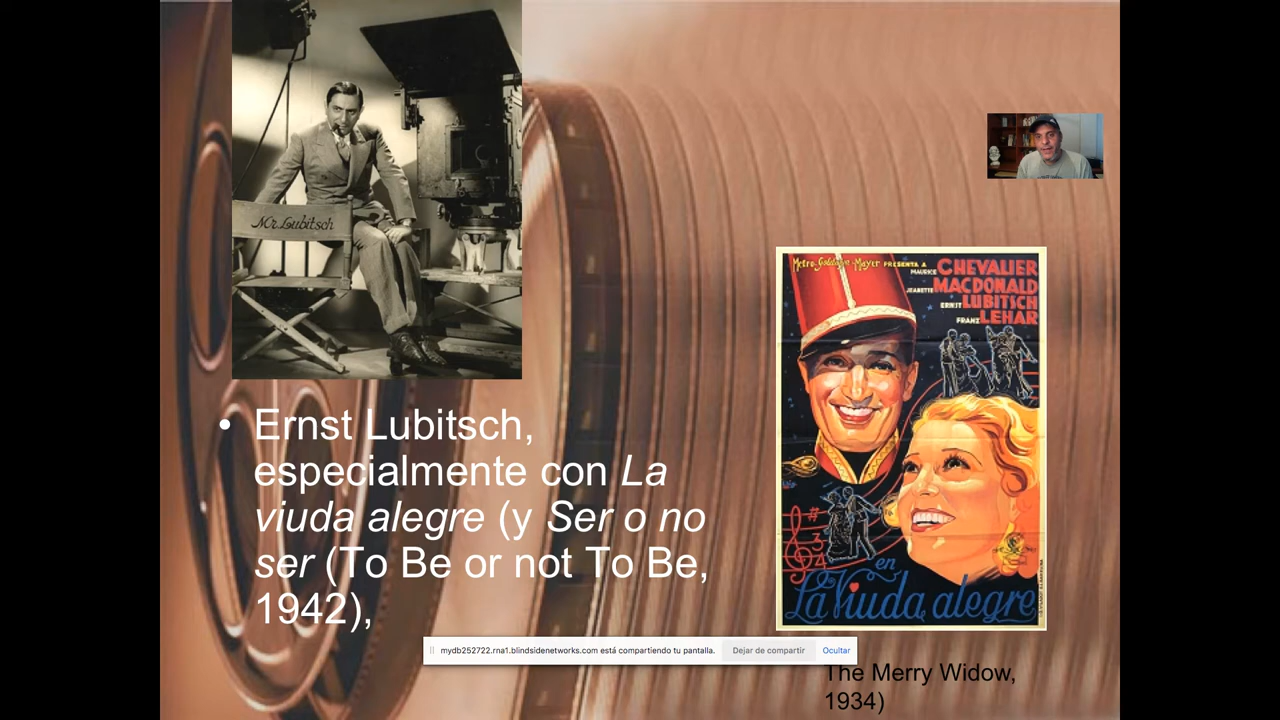 Mr. Lubitsch
Metro-Goldwyn-Mayer PRESENTA A
MAURICE CHEVALIER
JEANETTE MACDONALD
ERNST LUBITSCH
FRANZ LEHAR
en
La Viuda alegre
• Ernst Lubitsch,
especialmente con La
viuda alegre (y Ser o no
ser (To Be or not To Be,
1942),
mydb252722.rna1.blindsidenetworks.com está compartiendo tu pantalla. Dejar de compartir Ocultar
The Merry Widow,
1934)